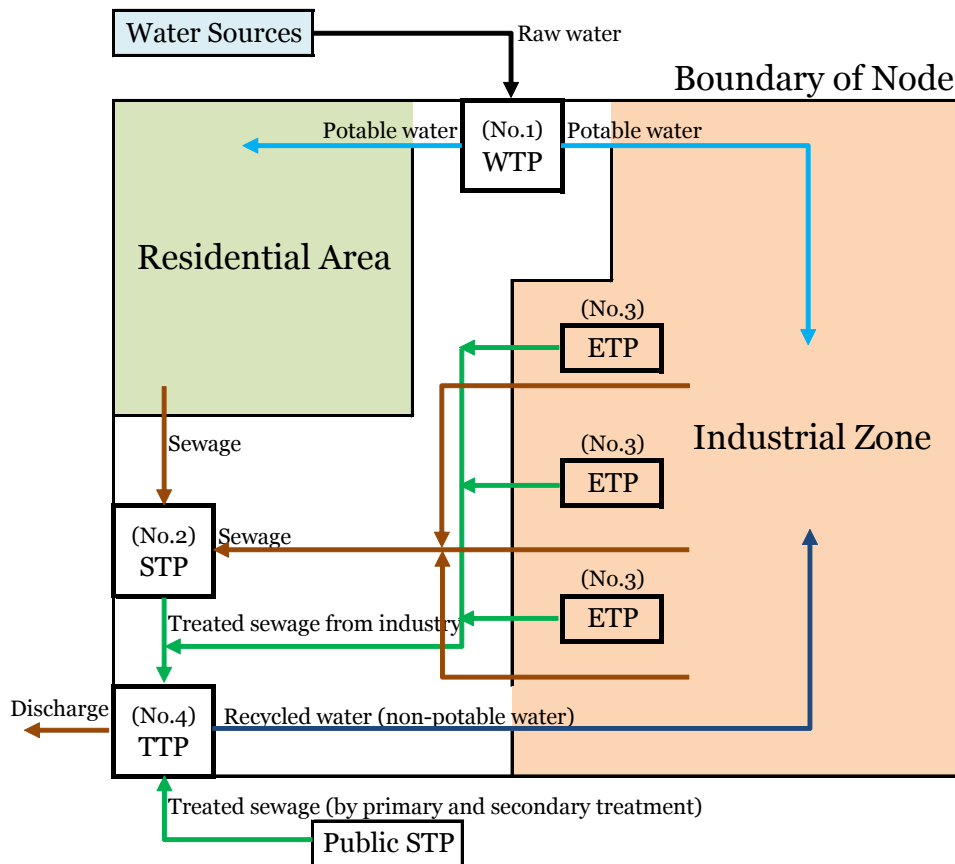 Water Sources
Raw water
Boundary of Node
Potable water
(No.1)
WTP
Potable water
Residential Area
(No.3)
ETP
Industrial Zone
Sewage
(No.3)
ETP
(No.2)
STP
Sewage
(No.3)
ETP
Treated sewage from industry
Discharge
(No.4)
TTP
Recycled water (non-potable water)
Treated sewage (by primary and secondary treatment)
Public STP